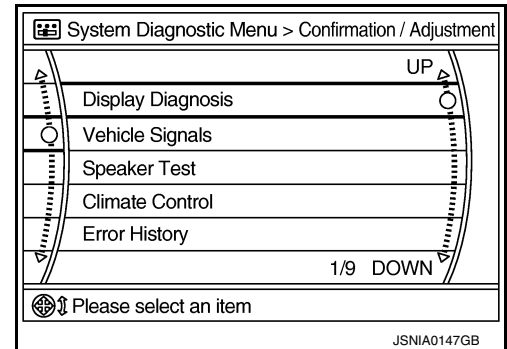 System Diagnostic Menu > Confirmation / Adjustment
UP
Display Diagnosis
Vehicle Signals
Speaker Test
Climate Control
Error History
1/9 DOWN
Please select an item
JSNIA0147GB